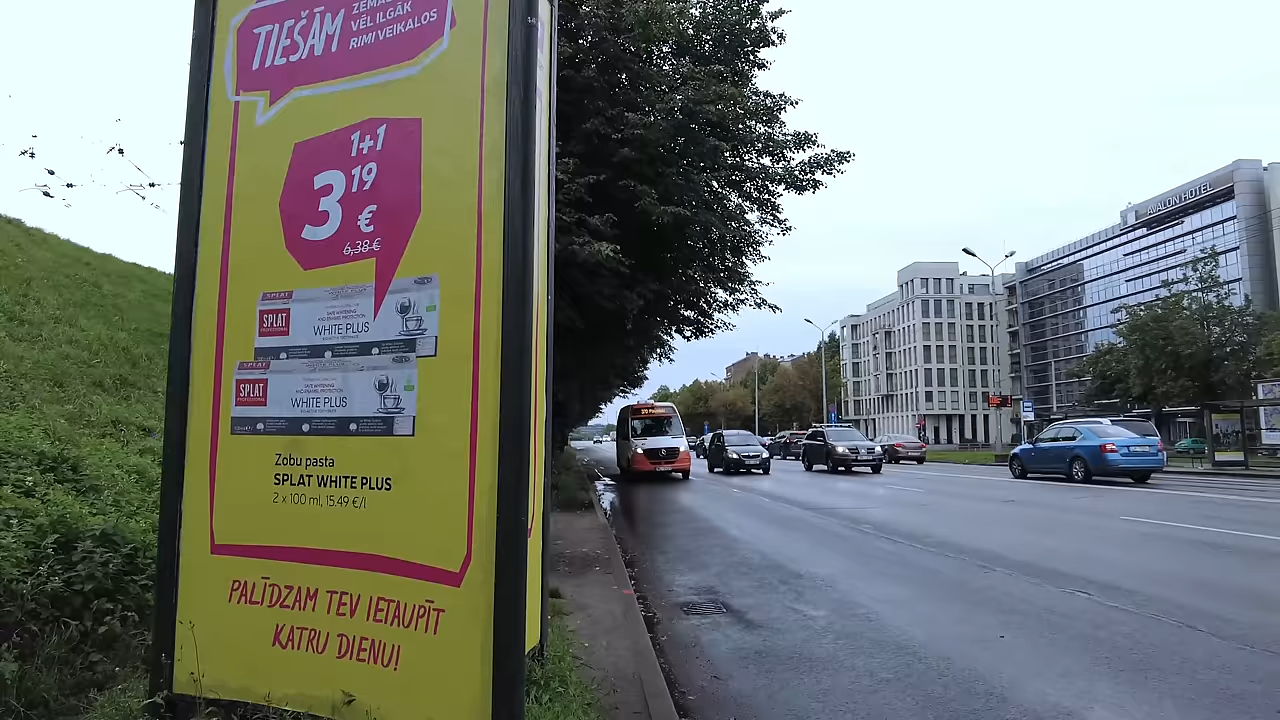 TIEŠĀM
VĒL ILGĀK
RIMI VEIKALOS
1+1
3 19
€
6,38 €
SPLAT
WHITE PLUS
SPLAT
WHITE PLUS
Zobu pasta
SPLAT WHITE PLUS
2 x 100 ml, 15.49 €/l
PALĪDZAM TEV IETAUPĪT
KATRU DIENU!
AVALON HOTEL